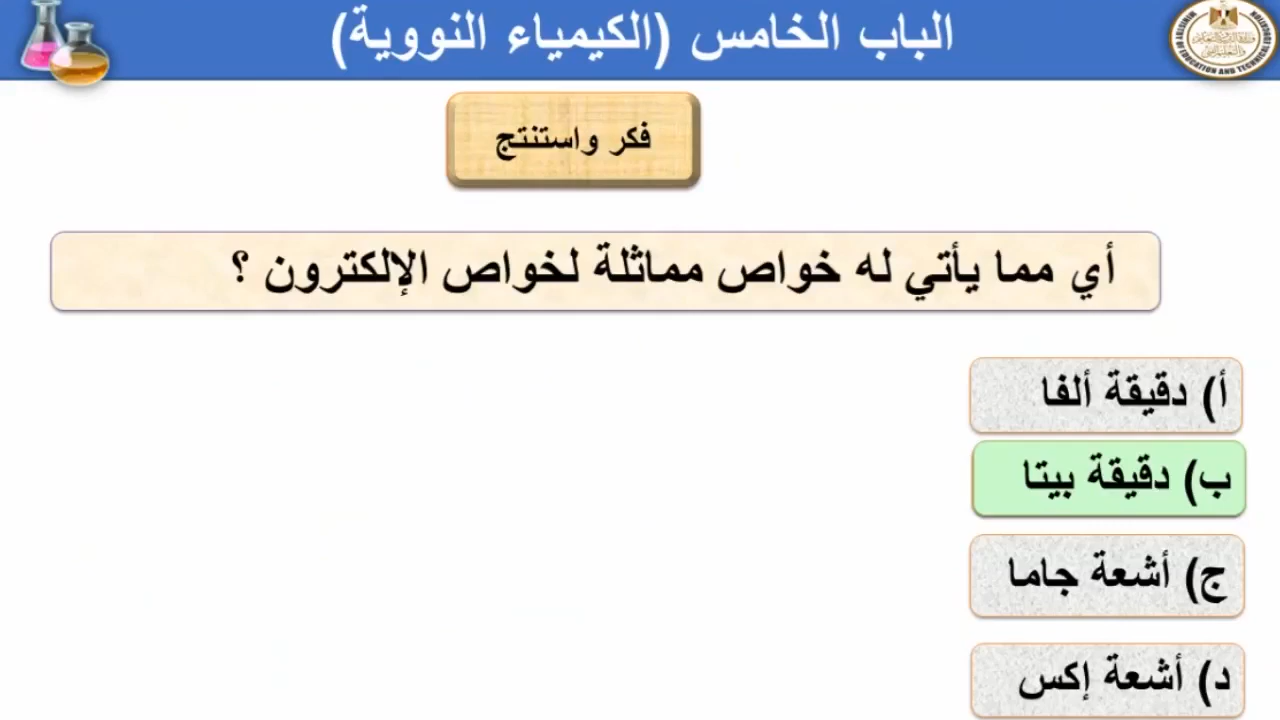 الباب الخامس (الكيمياء النووية)
فكر واستنتج
أي مما يأتي له خواص مماثلة لخواص الإلكترون ؟
أ) دقيقة ألفا
ب) دقيقة بيتا
ج) أشعة جاما
د) أشعة إكس